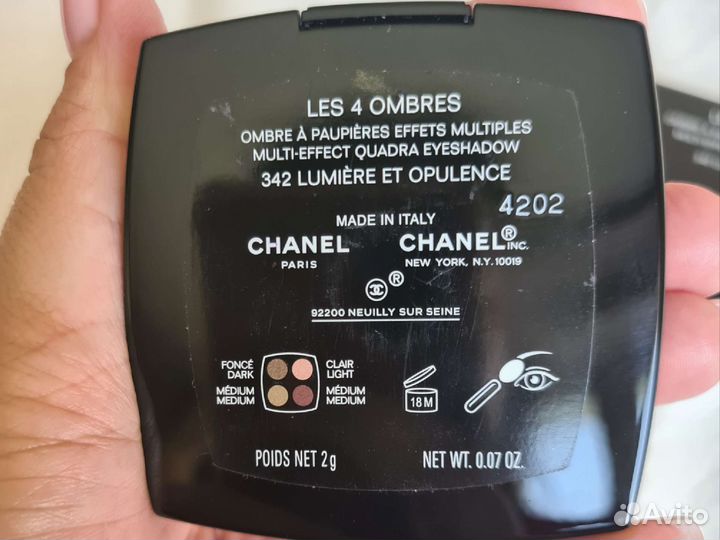 LES 4 OMBRES
OMBRE À PAUPIÈRES EFFETS MULTIPLES
MULTI-EFFECT QUADRA EYESHADOW
342 LUMIÈRE ET OPULENCE
4202
MADE IN ITALY
CHANEL CHANEL® INC.
PARIS NEW YORK, N.Y. 10019
®
92200 NEUILLY SUR SEINE
FONCÉ CLAIR
DARK LIGHT
MÉDIUM MÉDIUM
MEDIUM MEDIUM
18 M
POIDS NET 2g NET WT. 0.07 OZ.
Avito